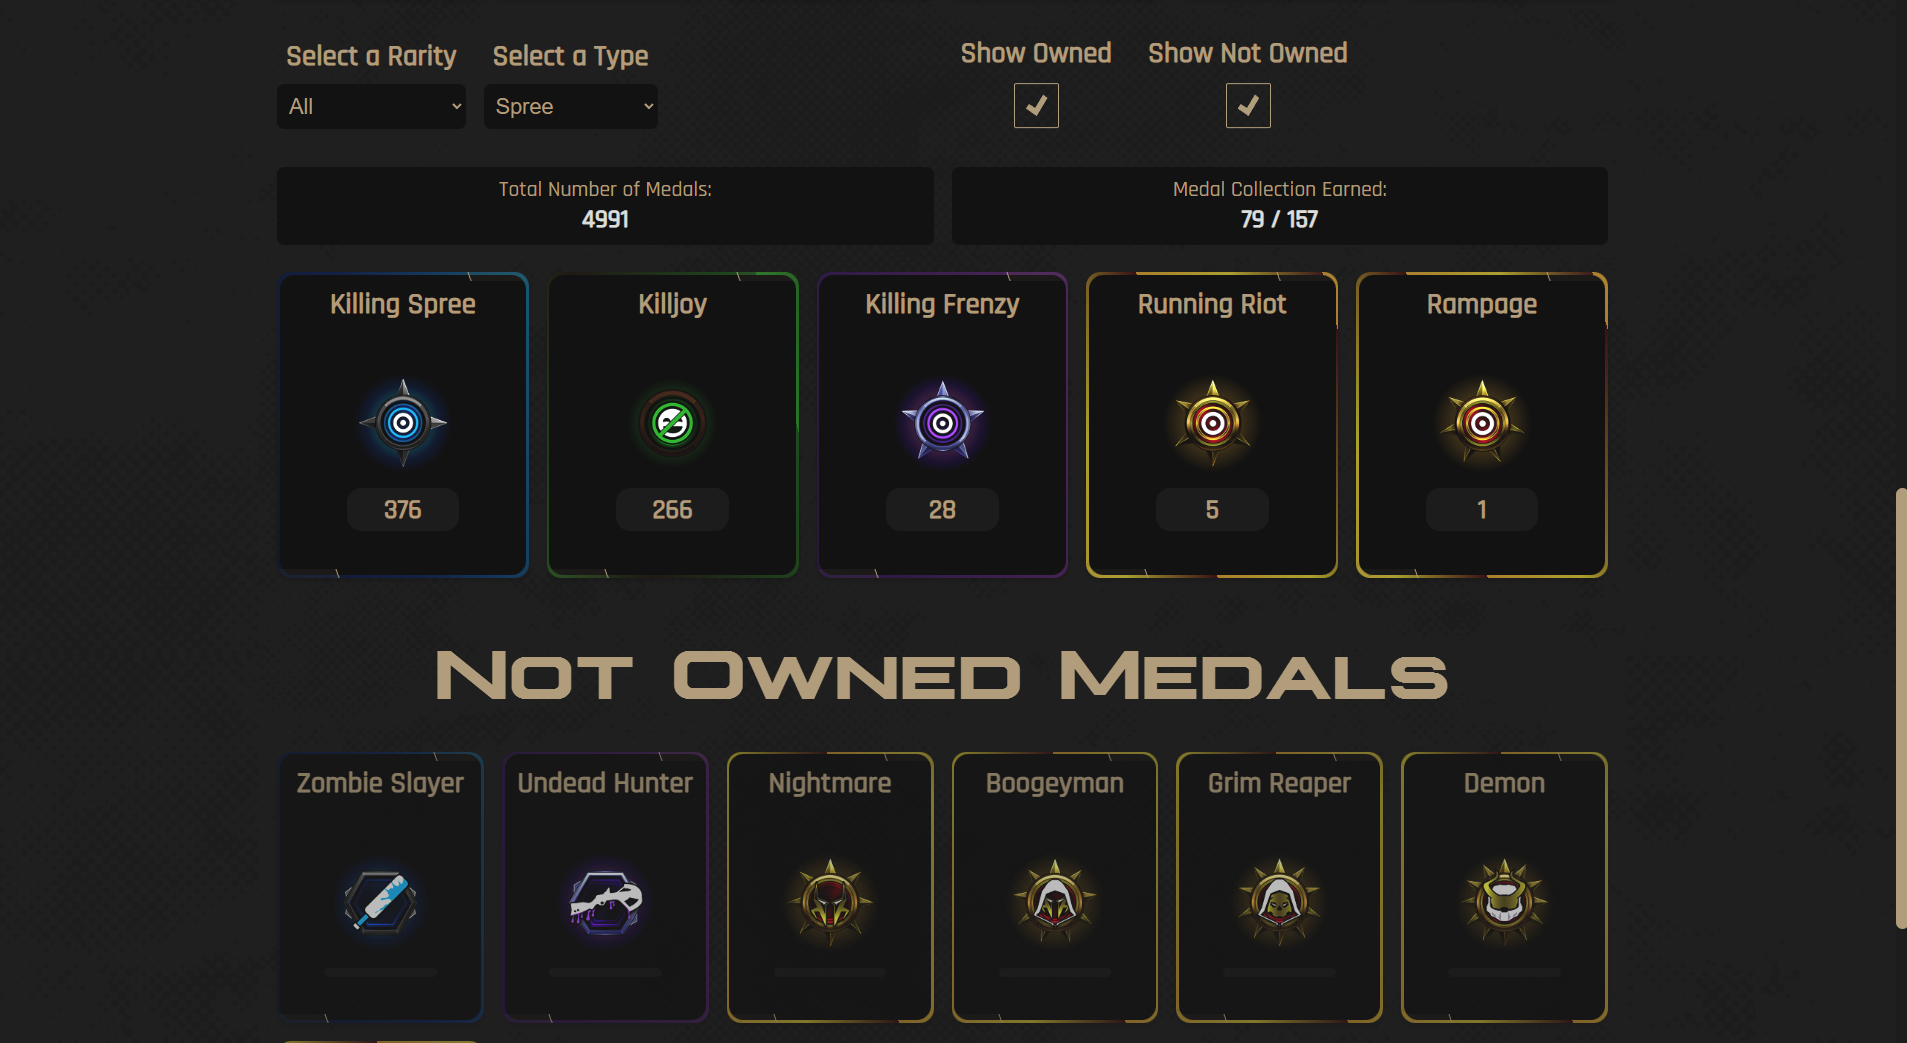 Select a Rarity Select a Type Show Owned Show Not Owned
All Spree
Total Number of Medals: Medal Collection Earned:
4991 79 / 157
Killing Spree Killjoy Killing Frenzy Running Riot Rampage
376 266 28 5 1
Not Owned Medals
Zombie Slayer Undead Hunter Nightmare Boogeyman Grim Reaper Demon